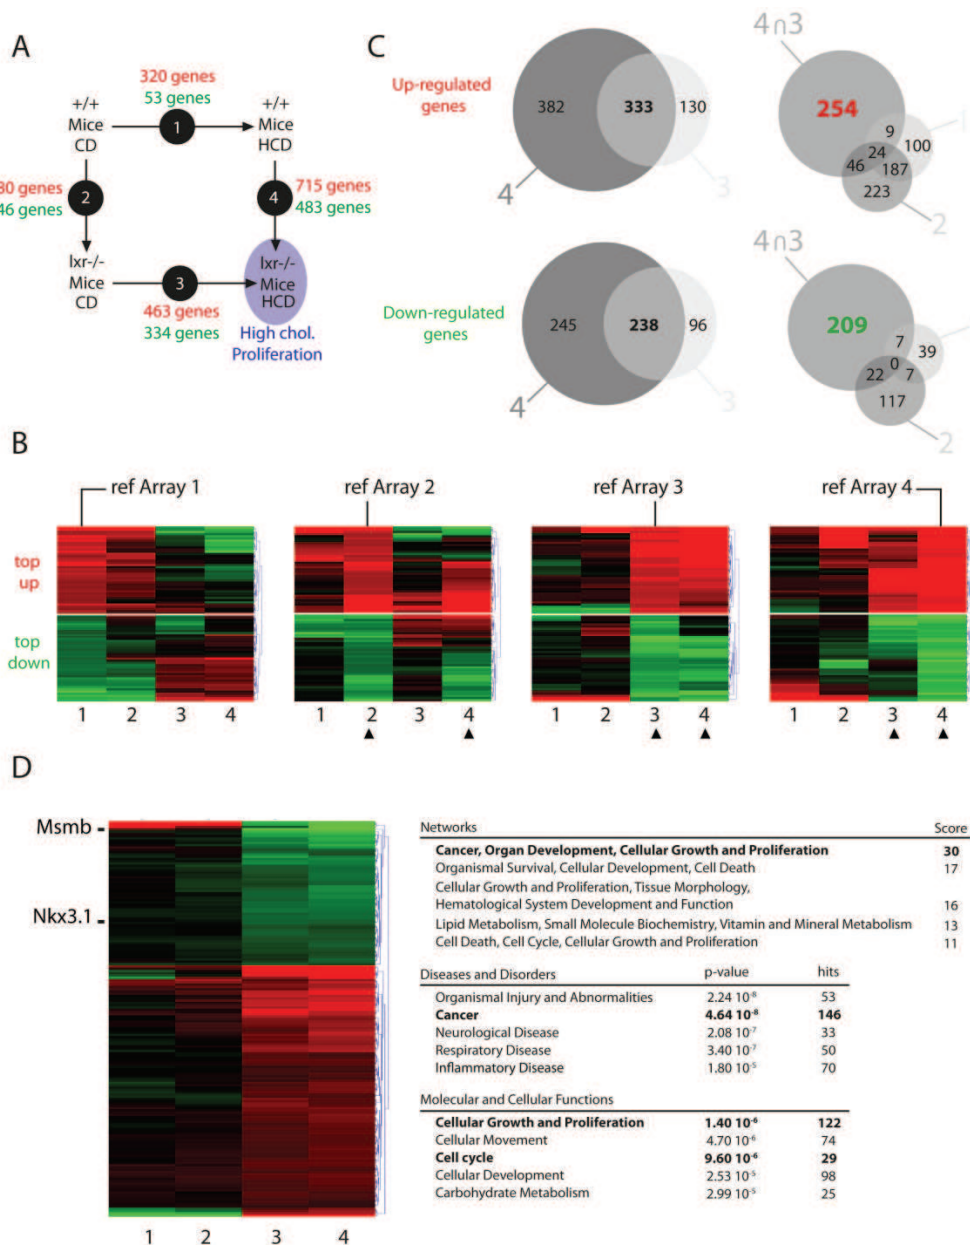 A
320 genes
53 genes
+/+
Mice
CD
1
+/+
Mice
HCD
80 genes
46 genes
2
4
715 genes
483 genes
lxr-/-
Mice
CD
3
lxr-/-
Mice
HCD
463 genes
334 genes
High chol.
Proliferation
C
Up-regulated
genes
382
333
130
4
3
4∩3
254
9
100
24
46
187
223
2
Down-regulated
genes
245
238
96
4
3
4∩3
209
7
39
0
22
7
117
2
B
ref Array 1
ref Array 2
ref Array 3
ref Array 4
top
up
top
down
1 2 3 4
1 2 3 4
1 2 3 4
1 2 3 4
D
Msmb
Nkx3.1
1 2 3 4
Networks Score
Cancer, Organ Development, Cellular Growth and Proliferation 30
Organismal Survival, Cellular Development, Cell Death 17
Cellular Growth and Proliferation, Tissue Morphology,
Hematological System Development and Function 16
Lipid Metabolism, Small Molecule Biochemistry, Vitamin and Mineral Metabolism 13
Cell Death, Cell Cycle, Cellular Growth and Proliferation 11
Diseases and Disorders p-value hits
Organismal Injury and Abnormalities 2.24 10⁻⁸ 53
Cancer 4.64 10⁻⁸ 146
Neurological Disease 2.08 10⁻⁷ 33
Respiratory Disease 3.40 10⁻⁷ 50
Inflammatory Disease 1.80 10⁻⁵ 70
Molecular and Cellular Functions
Cellular Growth and Proliferation 1.40 10⁻⁶ 122
Cellular Movement 4.70 10⁻⁶ 74
Cell cycle 9.60 10⁻⁶ 29
Cellular Development 2.53 10⁻⁵ 98
Carbohydrate Metabolism 2.99 10⁻⁵ 25